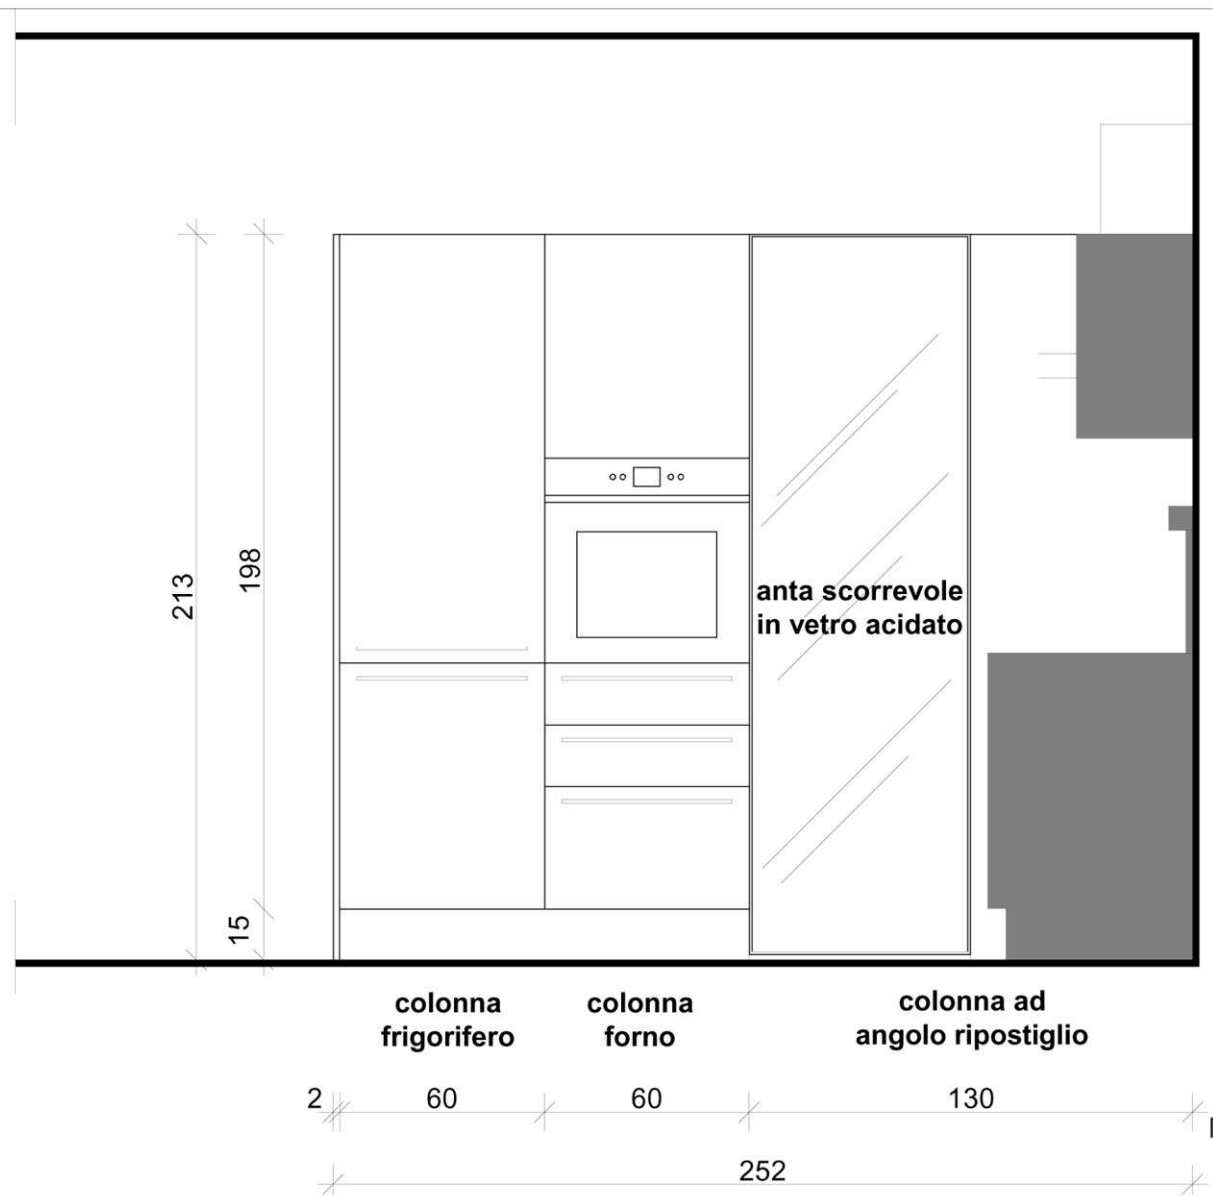 213
198
15
anta scorrevole
in vetro acidato
colonna
frigorifero
colonna
forno
colonna ad
angolo ripostiglio
2 60 60 130
252